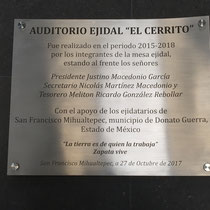 AUDITORIO EJIDAL "EL CERRITO"
Fue realizado en el periodo 2015-2018
por los integrantes de la mesa ejidal,
estando al frente los señores
Presidente Justino Macedonio García
Secretario Nicolás Martínez Macedonio y
Tesorero Meliton Ricardo González Rebollar
Con el apoyo de los ejidatarios de
San Francisco Mihualtepec, municipio de Donato Guerra,
Estado de México
"La tierra es de quien la trabaja"
Zapata vive
San Francisco Mihualtepec, a 27 de Octubre de 2017